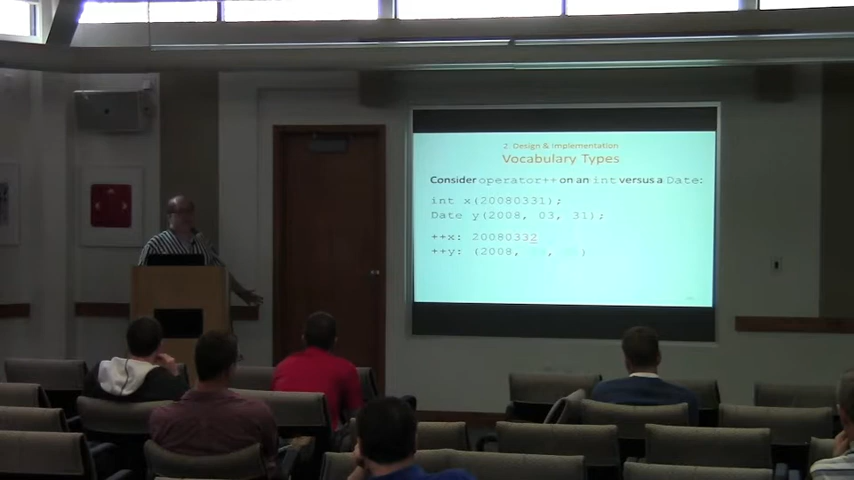 2. Design & Implementation
Vocabulary Types
Consider operator++ on an int versus a Date:
int x(20080331);
Date y(2008, 03, 31);
++x: 20080332
++y: (2008,    ,    )